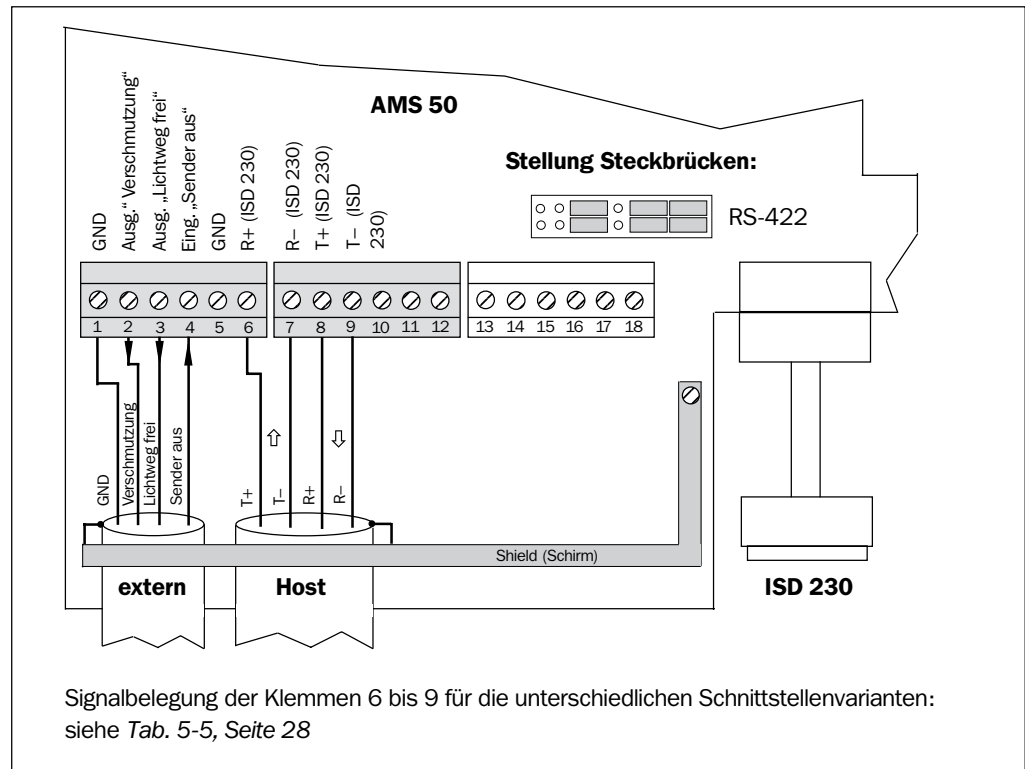 AMS 50
Stellung Steckbrücken:
RS-422
GND
Ausg.“ Verschmutzung“
Ausg. „Lichtweg frei“
Eing. „Sender aus“
GND
R+ (ISD 230)
R– (ISD 230)
T+ (ISD 230)
T– (ISD
230)
1 2 3 4 5 6 7 8 9 10 11 12 13 14 15 16 17 18
GND
Verschmutzung
Lichtweg frei
Sender aus
T+
T–
R+
R–
Shield (Schirm)
extern
Host
ISD 230
Signalbelegung der Klemmen 6 bis 9 für die unterschiedlichen Schnittstellenvarianten:
siehe Tab. 5-5, Seite 28